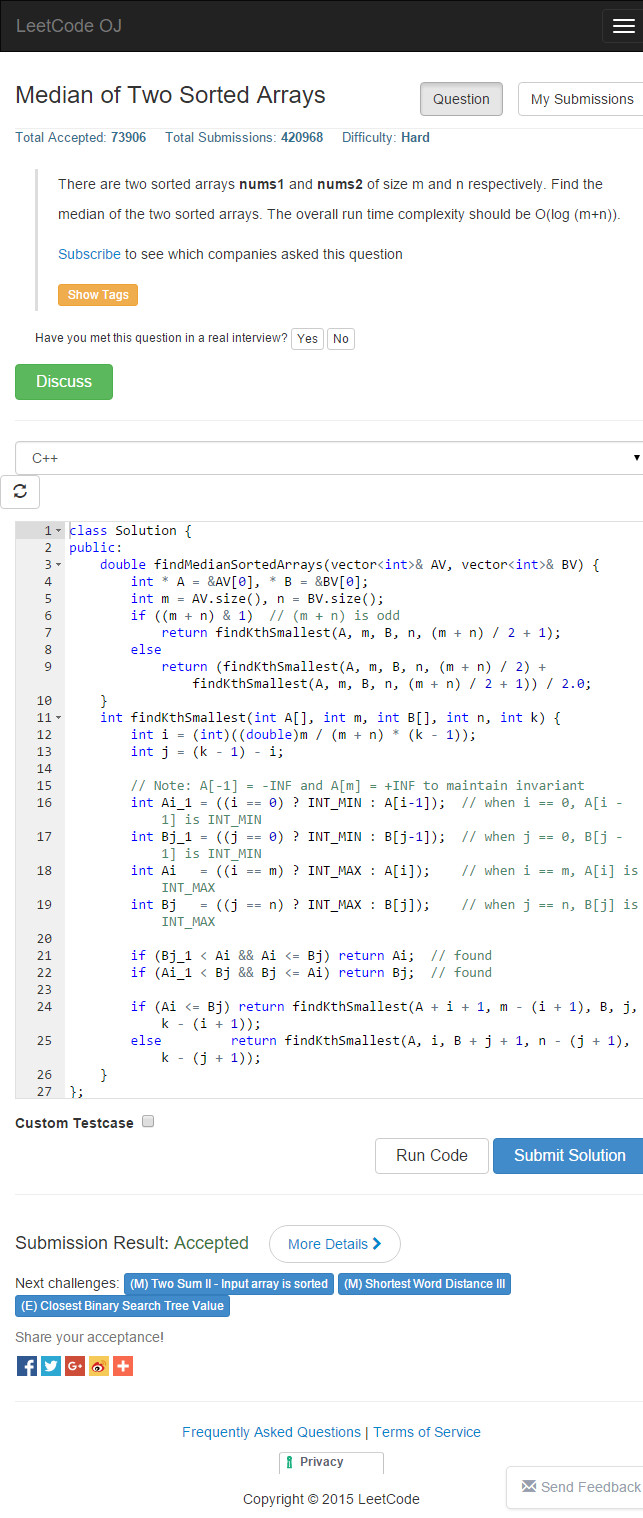 LeetCode OJ
Median of Two Sorted Arrays
Question
My Submissions
Total Accepted: 73906 Total Submissions: 420968 Difficulty: Hard
There are two sorted arrays nums1 and nums2 of size m and n respectively. Find the
median of the two sorted arrays. The overall run time complexity should be O(log (m+n)).
Subscribe to see which companies asked this question
Show Tags
Have you met this question in a real interview? Yes No
Discuss
C++
1 class Solution {
2 public:
3     double findMedianSortedArrays(vector<int>& AV, vector<int>& BV) {
4         int * A = &AV[0], * B = &BV[0];
5         int m = AV.size(), n = BV.size();
6         if ((m + n) & 1)  // (m + n) is odd
7             return findKthSmallest(A, m, B, n, (m + n) / 2 + 1);
8         else
9             return (findKthSmallest(A, m, B, n, (m + n) / 2) +
                findKthSmallest(A, m, B, n, (m + n) / 2 + 1)) / 2.0;
10     }
11     int findKthSmallest(int A[], int m, int B[], int n, int k) {
12         int i = (int)((double)m / (m + n) * (k - 1));
13         int j = (k - 1) - i;
14
15         // Note: A[-1] = -INF and A[m] = +INF to maintain invariant
16         int Ai_1 = ((i == 0) ? INT_MIN : A[i-1]);  // when i == 0, A[i -
            1] is INT_MIN
17         int Bj_1 = ((j == 0) ? INT_MIN : B[j-1]);  // when j == 0, B[j -
            1] is INT_MIN
18         int Ai   = ((i == m) ? INT_MAX : A[i]);    // when i == m, A[i] is
            INT_MAX
19         int Bj   = ((j == n) ? INT_MAX : B[j]);    // when j == n, B[j] is
            INT_MAX
20
21         if (Bj_1 < Ai && Ai <= Bj) return Ai;  // found
22         if (Ai_1 < Bj && Bj <= Ai) return Bj;  // found
23
24         if (Ai <= Bj) return findKthSmallest(A + i + 1, m - (i + 1), B, j,
            k - (i + 1));
25         else         return findKthSmallest(A, i, B + j + 1, n - (j + 1),
            k - (j + 1));
26     }
27 };
Custom Testcase
Run Code
Submit Solution
Submission Result: Accepted
More Details
Next challenges: (M) Two Sum II - Input array is sorted (M) Shortest Word Distance III
(E) Closest Binary Search Tree Value
Share your acceptance!
Frequently Asked Questions | Terms of Service
Privacy
Copyright © 2015 LeetCode
Send Feedback